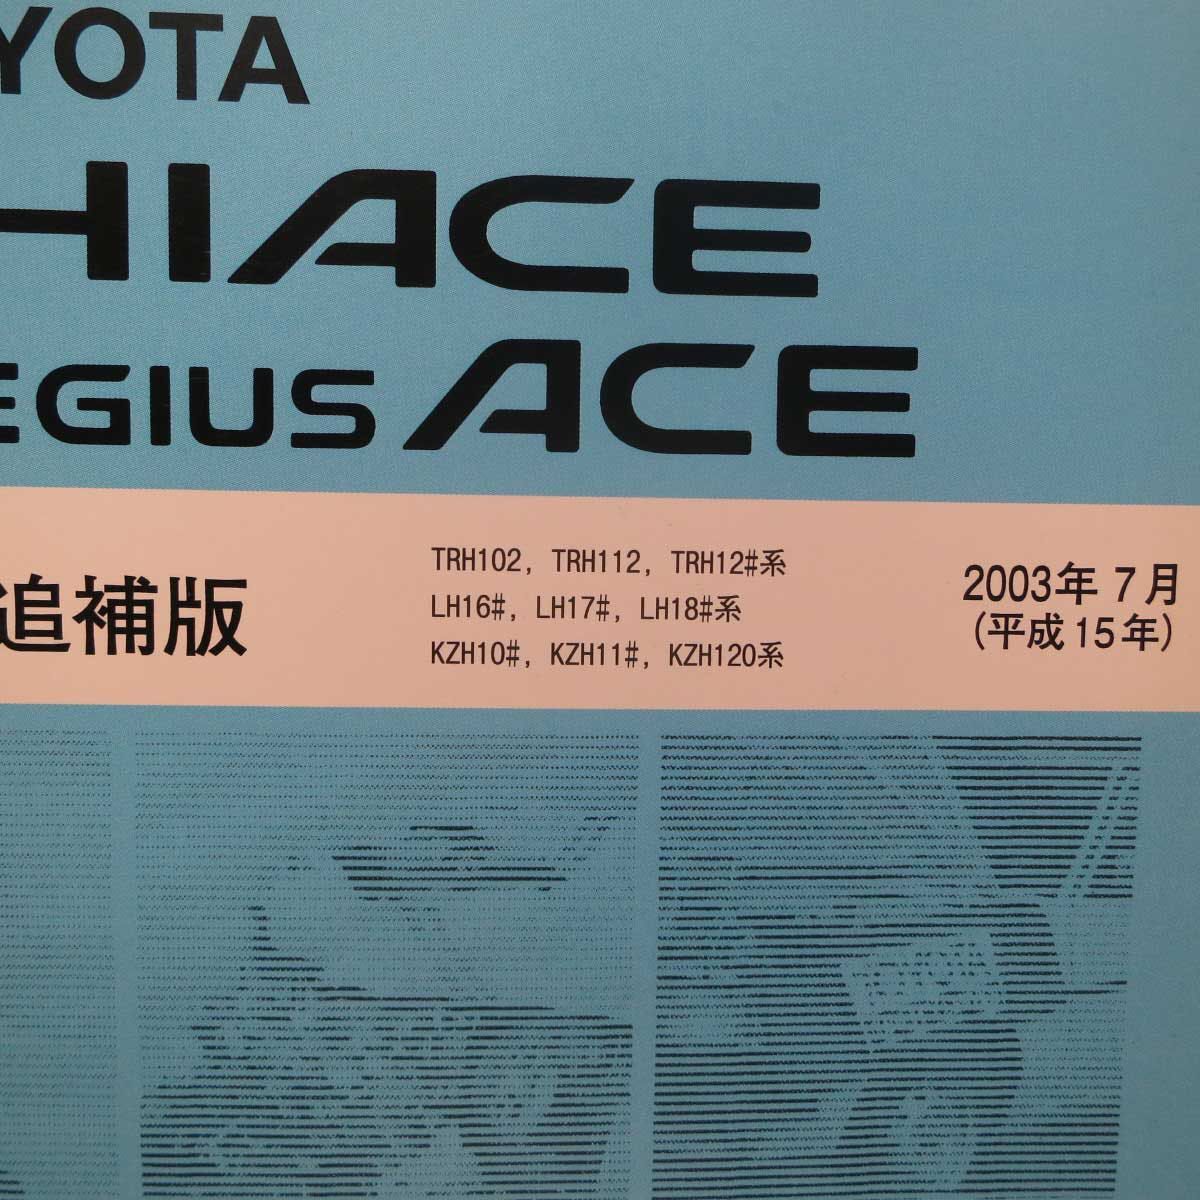 YOTA
HIACE
EGIUS ACE
追補版
TRH102, TRH112, TRH12#系
LH16#, LH17#, LH18#系
KZH10#, KZH11#, KZH120系
2003年 7月
(平成15年)